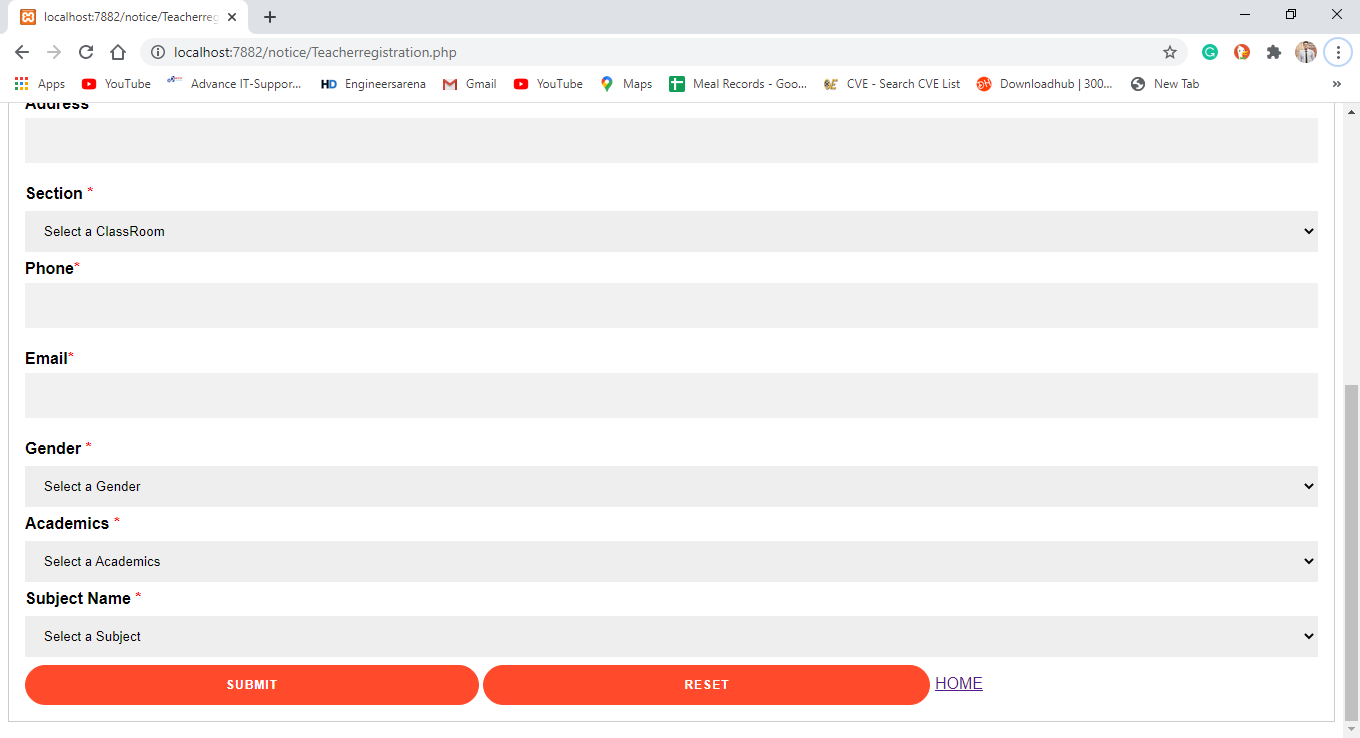 localhost:7882/notice/Teacherreg
localhost:7882/notice/Teacherregistration.php
Apps YouTube Advance IT-Suppor... HD Engineersarena Gmail YouTube Maps Meal Records - Goo... CVE - Search CVE List Downloadhub | 300... New Tab »
Address
Section *
Select a ClassRoom
Phone*
Email*
Gender *
Select a Gender
Academics *
Select a Academics
Subject Name *
Select a Subject
SUBMIT RESET HOME